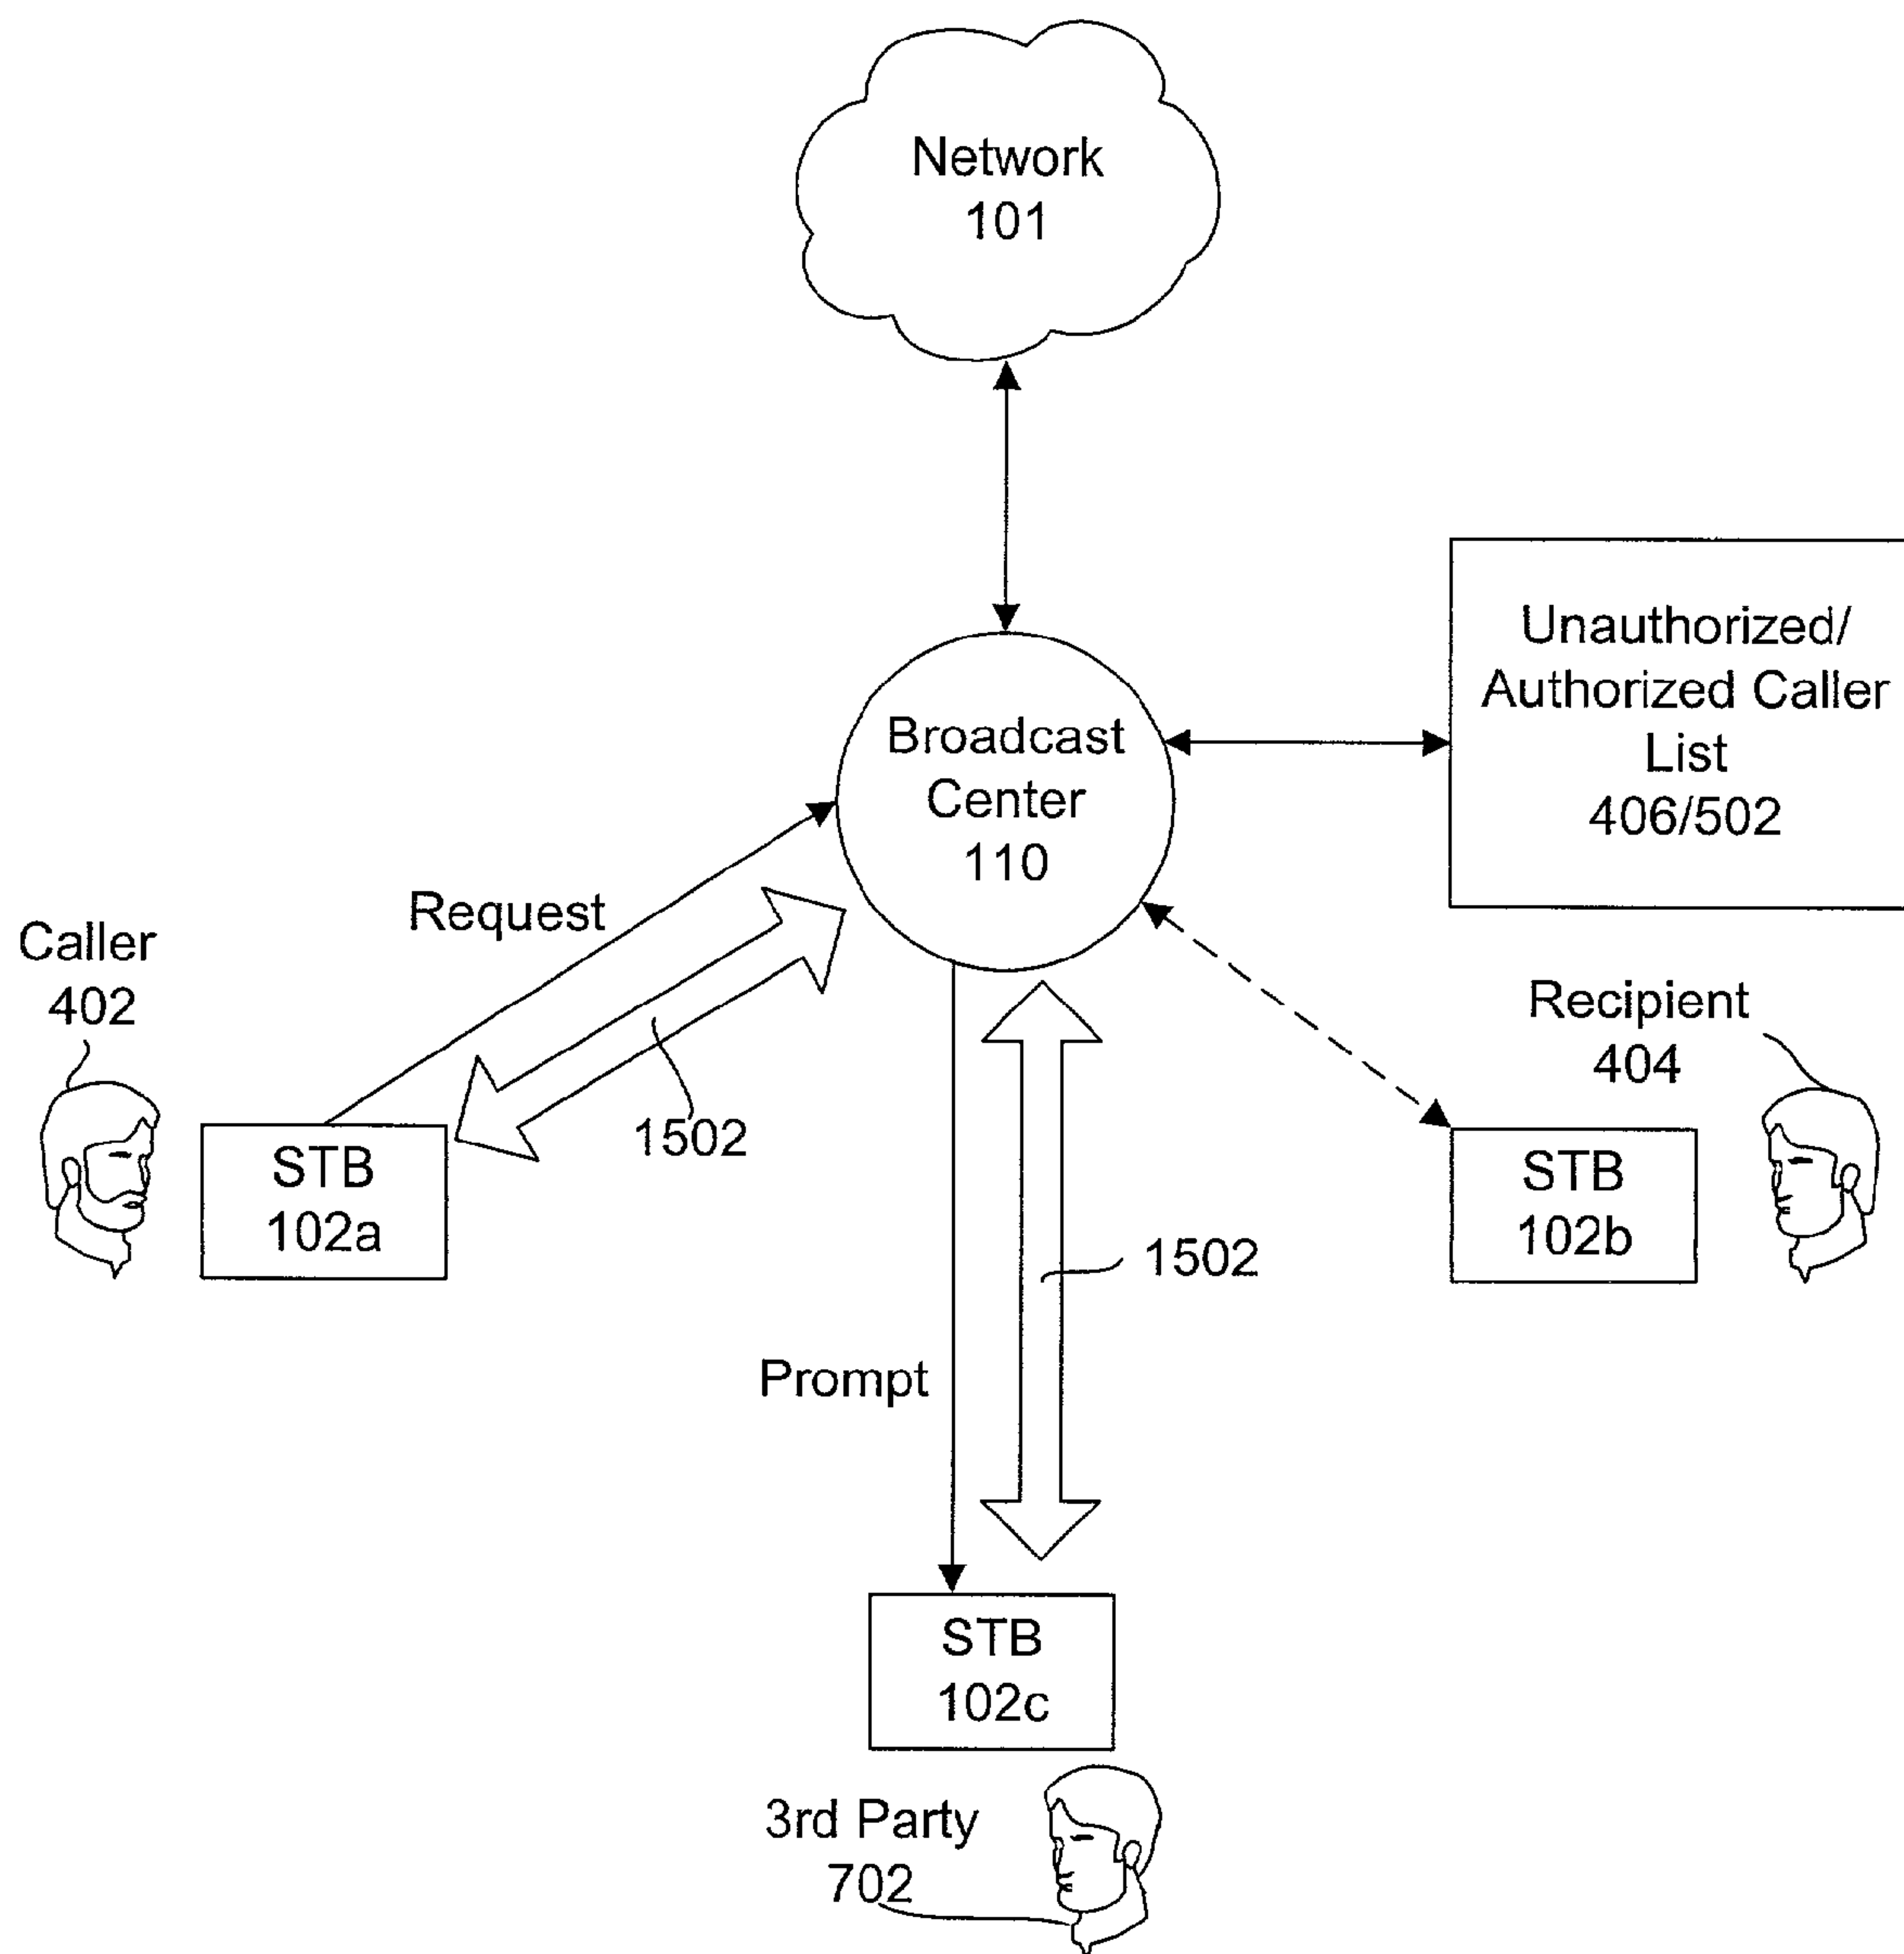 Network
101
Unauthorized/
Authorized Caller
List
406/502
Broadcast
Center
110
Request
Caller
402
Recipient
404
1502
STB
102a
STB
102b
1502
Prompt
STB
102c
3rd Party
702